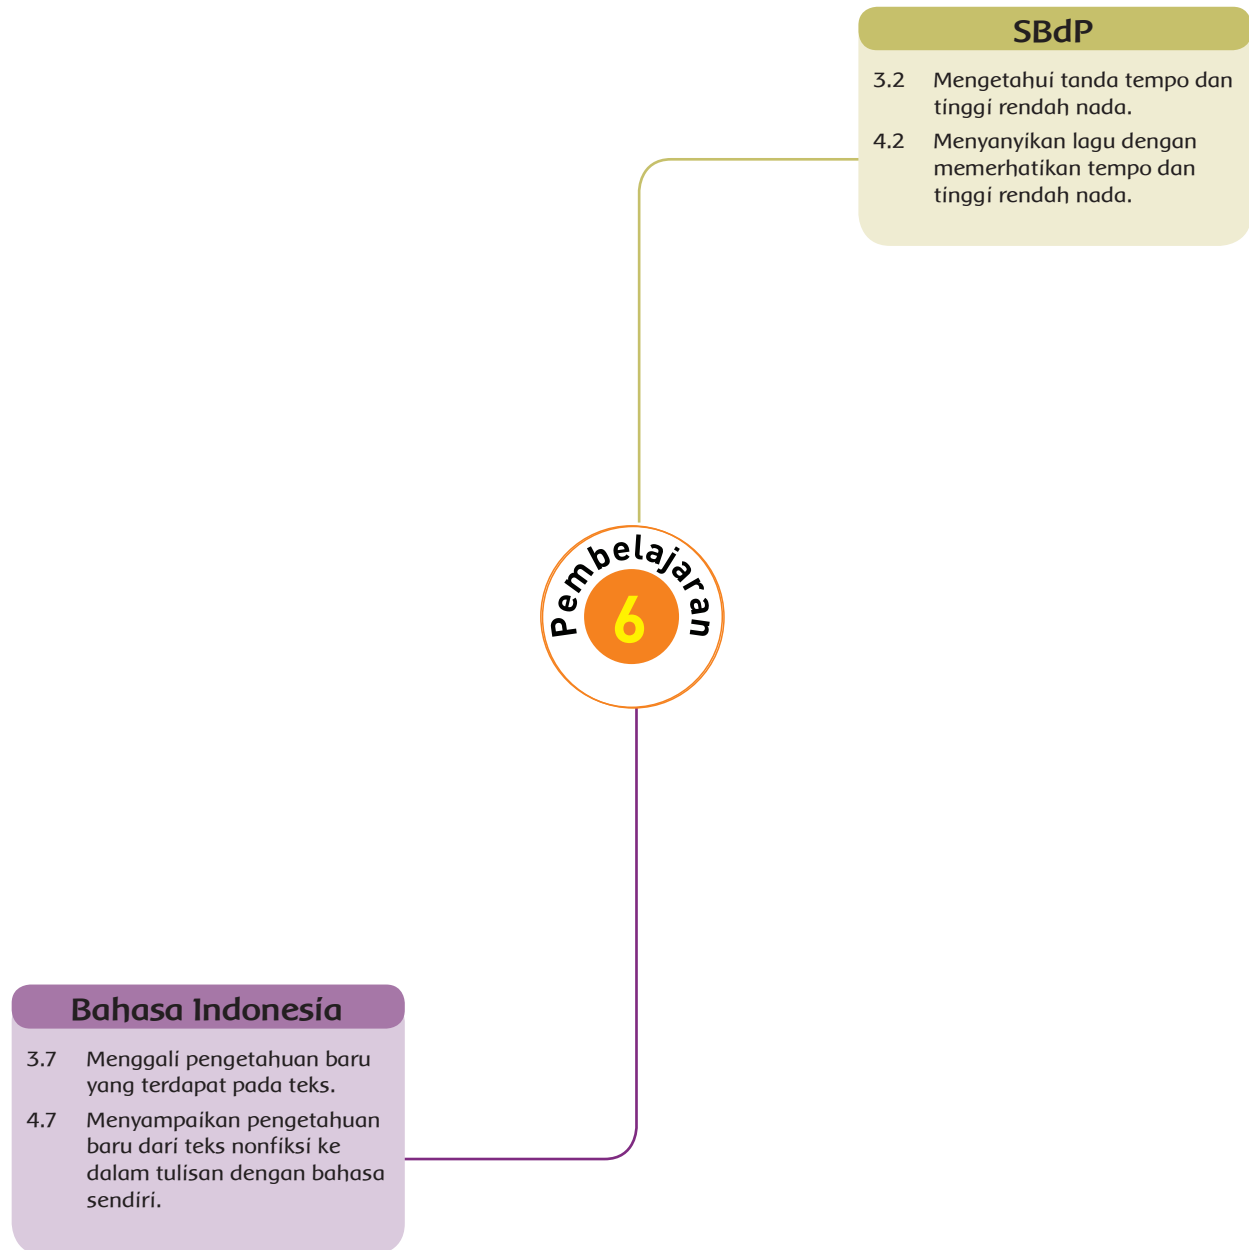 SBdP
3.2 Mengetahui tanda tempo dan
tinggi rendah nada.
4.2 Menyanyikan lagu dengan
memerhatikan tempo dan
tinggi rendah nada.
Pembelajaran
6
Bahasa Indonesia
3.7 Menggali pengetahuan baru
yang terdapat pada teks.
4.7 Menyampaikan pengetahuan
baru dari teks nonfiksi ke
dalam tulisan dengan bahasa
sendiri.